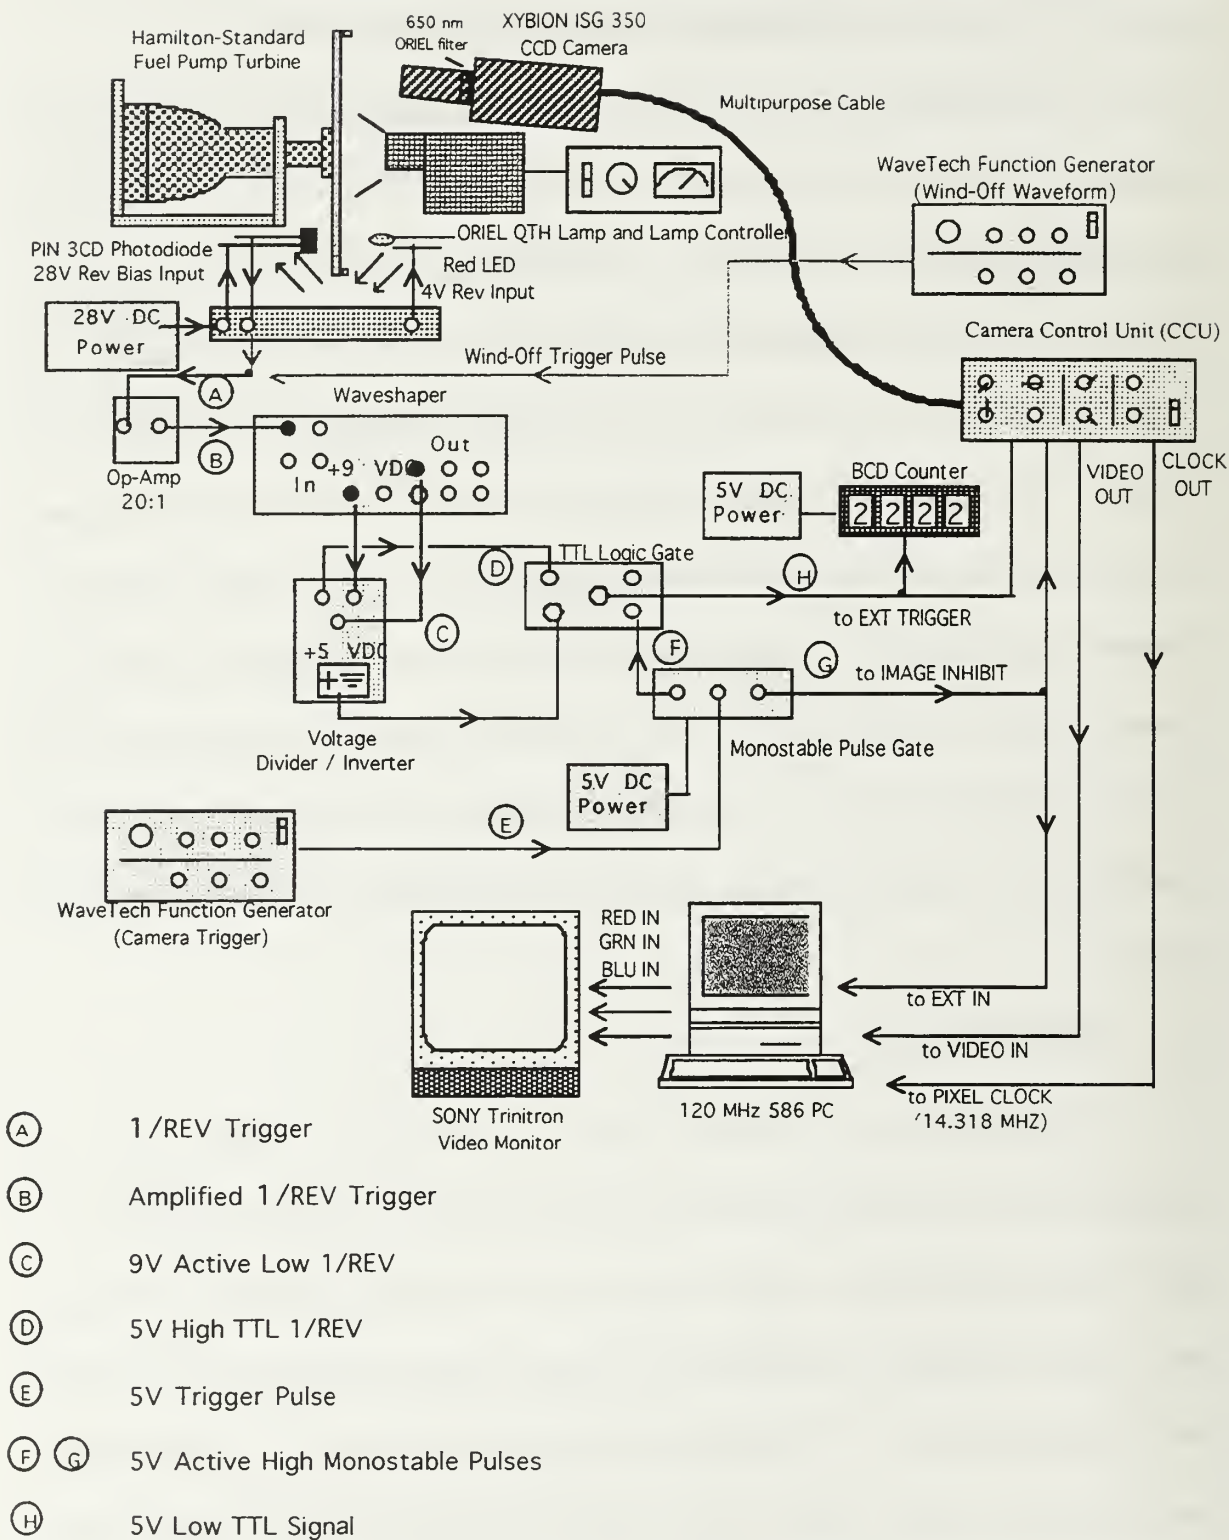 Hamilton-Standard
Fuel Pump Turbine
650 nm
ORIEL filter
XYBION ISG 350
CCD Camera
Multipurpose Cable
WaveTech Function Generator
(Wind-Off Waveform)
PIN 3CD Photodiode
28V Rev Bias Input
ORIEL QTH Lamp and Lamp Controller
Red LED
4V Rev Input
28V DC
Power
Camera Control Unit (CCU)
Wind-Off Trigger Pulse
A
Waveshaper
Op-Amp
20:1
B
In
+9 VDC
Out
5V DC
Power
BCD Counter
2 2 2 2
VIDEO
OUT
CLOCK
OUT
D
TTL Logic Gate
H
to EXT TRIGGER
C
+5 VDC
F
G
to IMAGE INHIBIT
Voltage
Divider / Inverter
Monostable Pulse Gate
5V DC
Power
E
WaveTech Function Generator
(Camera Trigger)
RED IN
GRN IN
BLU IN
to EXT IN
to VIDEO IN
to PIXEL CLOCK
(14.318 MHZ)
SONY Trinitron
Video Monitor
120 MHz 586 PC
A 1/REV Trigger
B Amplified 1/REV Trigger
C 9V Active Low 1/REV
D 5V High TTL 1/REV
E 5V Trigger Pulse
F G 5V Active High Monostable Pulses
H 5V Low TTL Signal